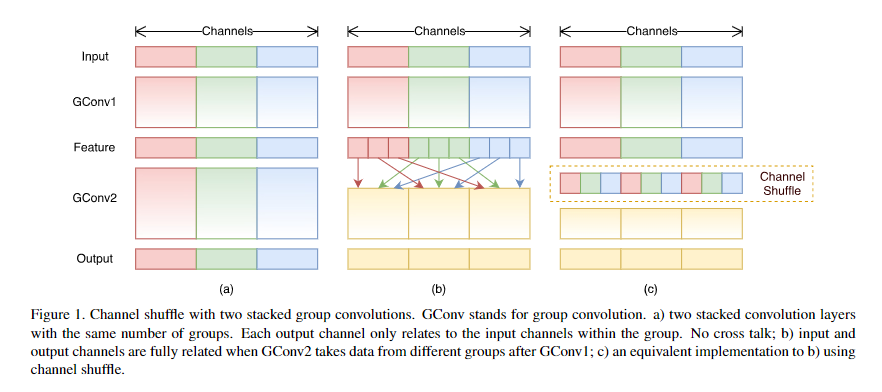 Channels Channels Channels
Input
GConv1
Feature
Channel
Shuffle
GConv2
Output
(a) (b) (c)
Figure 1. Channel shuffle with two stacked group convolutions. GConv stands for group convolution. a) two stacked convolution layers
with the same number of groups. Each output channel only relates to the input channels within the group. No cross talk; b) input and
output channels are fully related when GConv2 takes data from different groups after GConv1; c) an equivalent implementation to b) using
channel shuffle.